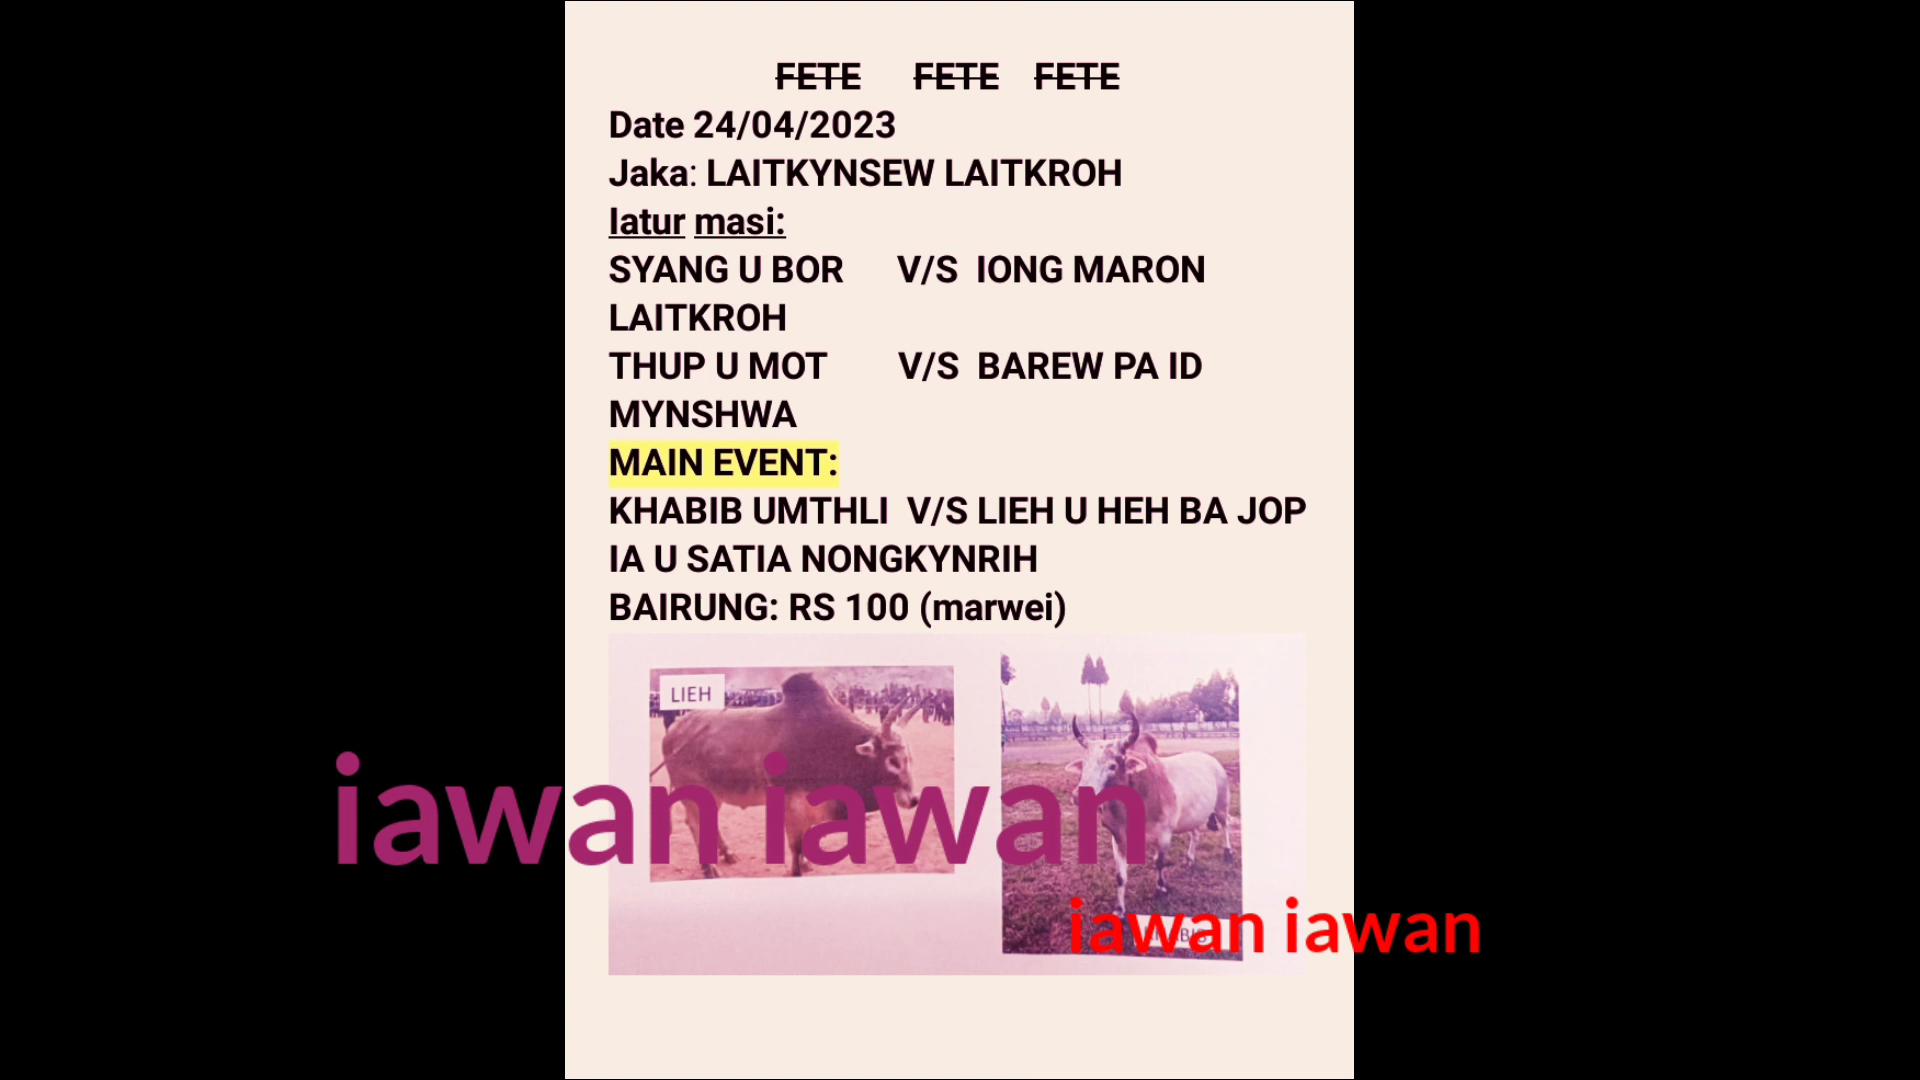 FETE FETE FETE
Date 24/04/2023
Jaka: LAITKYNSEW LAITKROH
Iatur masi:
SYANG U BOR V/S IONG MARON
LAITKROH
THUP U MOT V/S BAREW PA ID
MYNSHWA
MAIN EVENT:
KHABIB UMTHLI V/S LIEH U HEH BA JOP
IA U SATIA NONGKYNRIH
BAIRUNG: RS 100 (marwei)
LIEH
iawan iawan
iawan iawan